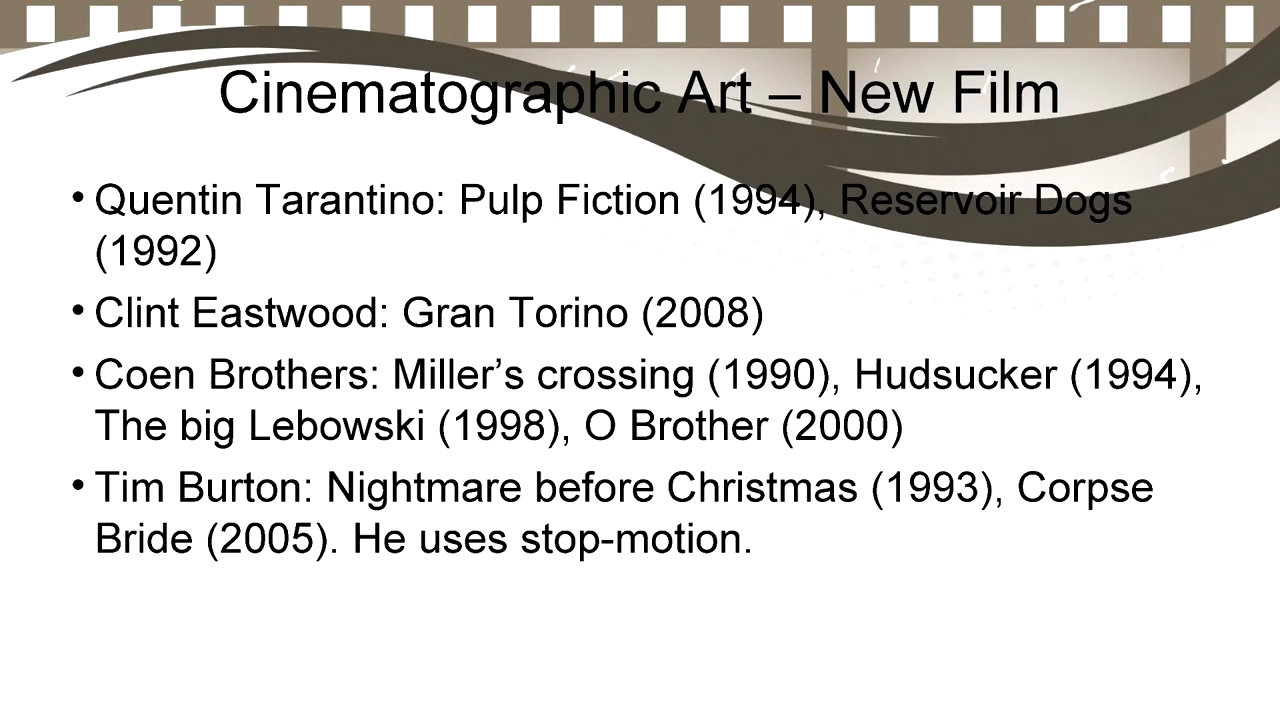 Cinematographic Art – New Film
• Quentin Tarantino: Pulp Fiction (1994), Reservoir Dogs
(1992)
• Clint Eastwood: Gran Torino (2008)
• Coen Brothers: Miller’s crossing (1990), Hudsucker (1994),
The big Lebowski (1998), O Brother (2000)
• Tim Burton: Nightmare before Christmas (1993), Corpse
Bride (2005). He uses stop-motion.